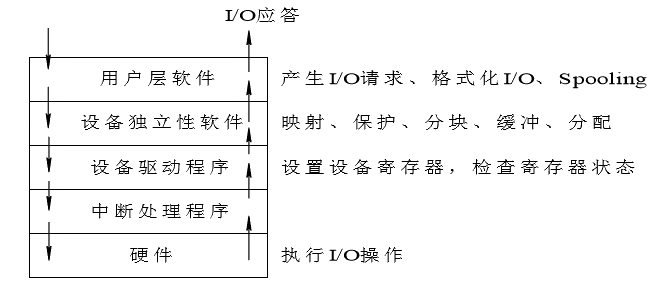 I/O应答
用户层软件 产生I/O请求、格式化I/O、Spooling
设备独立性软件 映射、保护、分块、缓冲、分配
设备驱动程序 设置设备寄存器，检查寄存器状态
中断处理程序
硬件 执行I/O操作